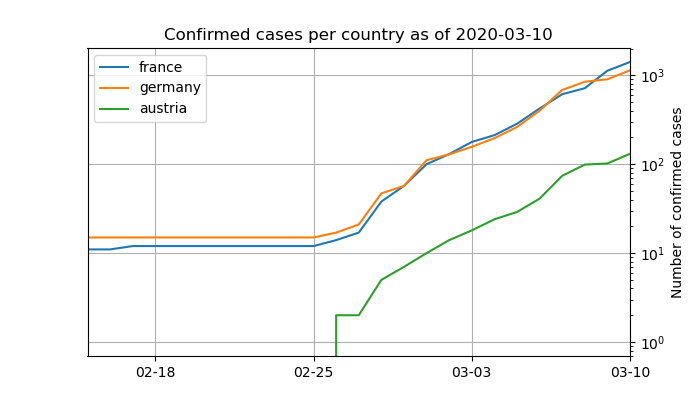 Confirmed cases per country as of 2020-03-10
france
germany
austria
10³
10²
10¹
10⁰
Number of confirmed cases
02-18
02-25
03-03
03-10